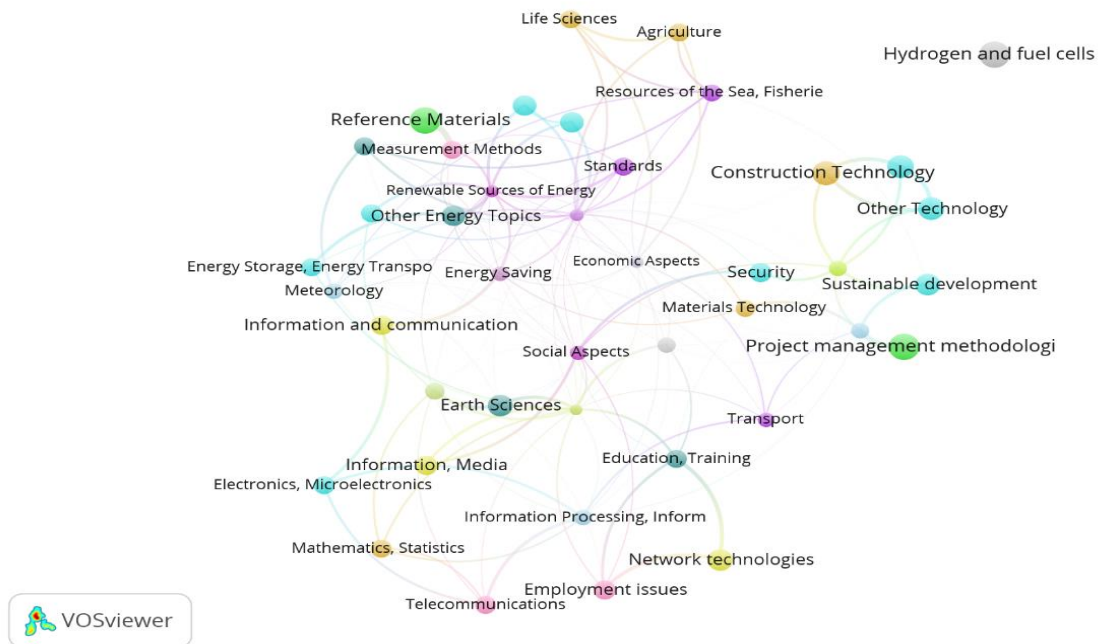 Life Sciences
Agriculture
Hydrogen and fuel cells
Resources of the Sea, Fisherie
Reference Materials
Measurement Methods
Standards
Construction Technology
Renewable Sources of Energy
Other Energy Topics
Other Technology
Energy Storage, Energy Transpo
Energy Saving
Economic Aspects
Security
Meteorology
Sustainable development
Materials Technology
Information and communication
Social Aspects
Project management methodologi
Earth Sciences
Transport
Information, Media
Education, Training
Electronics, Microelectronics
Information Processing, Inform
Mathematics, Statistics
Network technologies
Employment issues
Telecommunications
VOSviewer